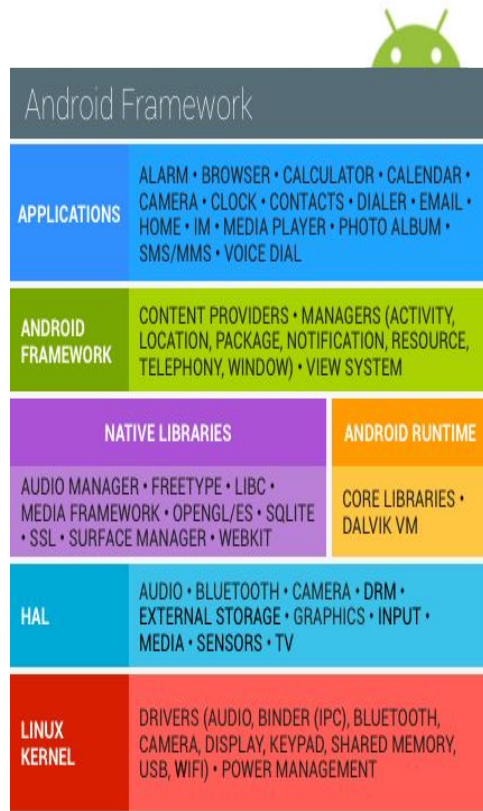 Android Framework
APPLICATIONS
ALARM • BROWSER • CALCULATOR • CALENDAR •
CAMERA • CLOCK • CONTACTS • DIALER • EMAIL •
HOME • IM • MEDIA PLAYER • PHOTO ALBUM •
SMS/MMS • VOICE DIAL
ANDROID
FRAMEWORK
CONTENT PROVIDERS • MANAGERS (ACTIVITY,
LOCATION, PACKAGE, NOTIFICATION, RESOURCE,
TELEPHONY, WINDOW) • VIEW SYSTEM
NATIVE LIBRARIES
AUDIO MANAGER • FREETYPE • LIBC •
MEDIA FRAMEWORK • OPENGL/ES • SQLITE
• SSL • SURFACE MANAGER • WEBKIT
ANDROID RUNTIME
CORE LIBRARIES •
DALVIK VM
HAL
AUDIO • BLUETOOTH • CAMERA • DRM •
EXTERNAL STORAGE • GRAPHICS • INPUT •
MEDIA • SENSORS • TV
LINUX
KERNEL
DRIVERS (AUDIO, BINDER (IPC), BLUETOOTH,
CAMERA, DISPLAY, KEYPAD, SHARED MEMORY,
USB, WIFI) • POWER MANAGEMENT